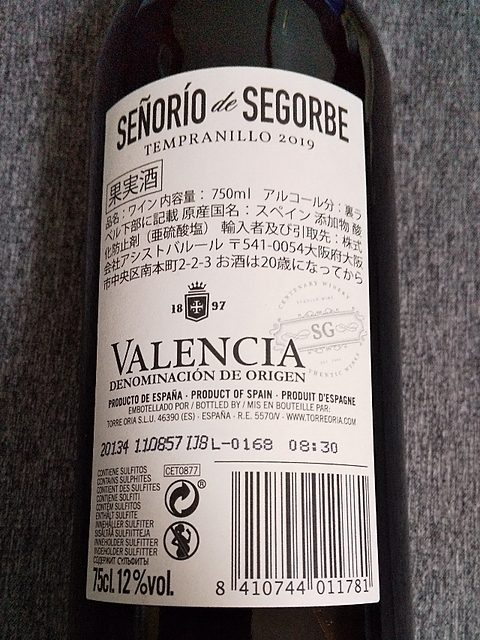 SEÑORÍO de SEGORBE
TEMPRANILLO 2019
果実酒
品名：ワイン 内容量：750ml アルコール分：裏ラ
ベル下部に記載 原産国名：スペイン 添加物 酸
化防止剤（亜硫酸塩） 輸入者及び引取先：株式
会社アシストバルール 〒541-0054大阪府大阪
市中央区南本町2-2-3 お酒は20歳になってから
CENTENARY WINERY
SG
18 97
VALENCIA
DENOMINACIÓN DE ORIGEN
PRODUCTO DE ESPAÑA · PRODUCT OF SPAIN · PRODUIT D'ESPAGNE
EMBOTELLADO POR / BOTTLED BY / MIS EN BOUTEILLE PAR:
TORRE ORIA S.L.U. 46390 (ES) · ESPAÑA · R.E. 5570/V · WWW.TORREORIA.COM
20134 110857 L-0168 08:30
CONTIENE SULFITOS
CONTAINS SULPHITES
CONTIENT DES SULFITES
CONTIENE SOLFITI
CONTÉM SULFITOS
ENTHÄLT SULFITE
INNEHÅLLER SULFITER
SISÄLTÄÄ SULFIITTEJA
INNEHOLDER SULFITTER
INDEHOLDER SULFITTER
СОДЕРЖИТ СУЛЬФИТЫ
CET0877
®
75cl. 12%vol.
8 410744 011781